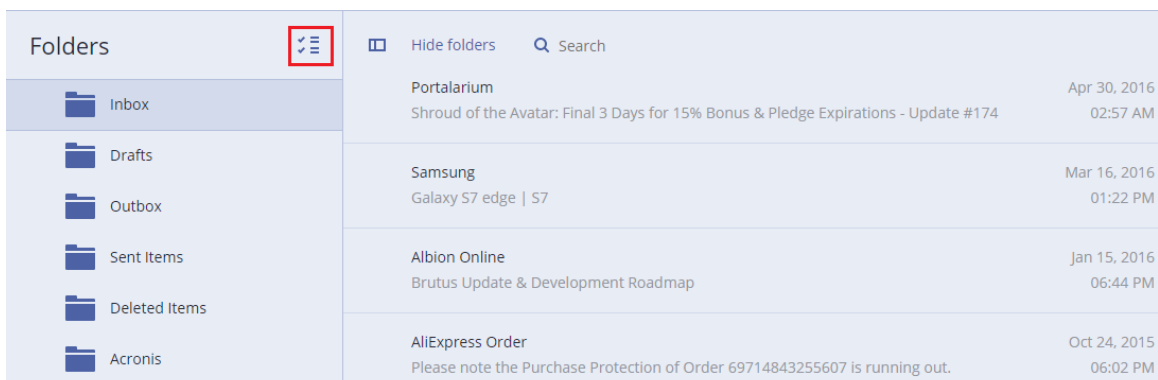 Folders
Inbox
Drafts
Outbox
Sent Items
Deleted Items
Acronis
Hide folders Search
Portalarium Apr 30, 2016
Shroud of the Avatar: Final 3 Days for 15% Bonus & Pledge Expirations - Update #174 02:57 AM
Samsung Mar 16, 2016
Galaxy S7 edge | S7 01:22 PM
Albion Online Jan 15, 2016
Brutus Update & Development Roadmap 06:44 PM
AliExpress Order Oct 24, 2015
Please note the Purchase Protection of Order 69714843255607 is running out. 06:02 PM